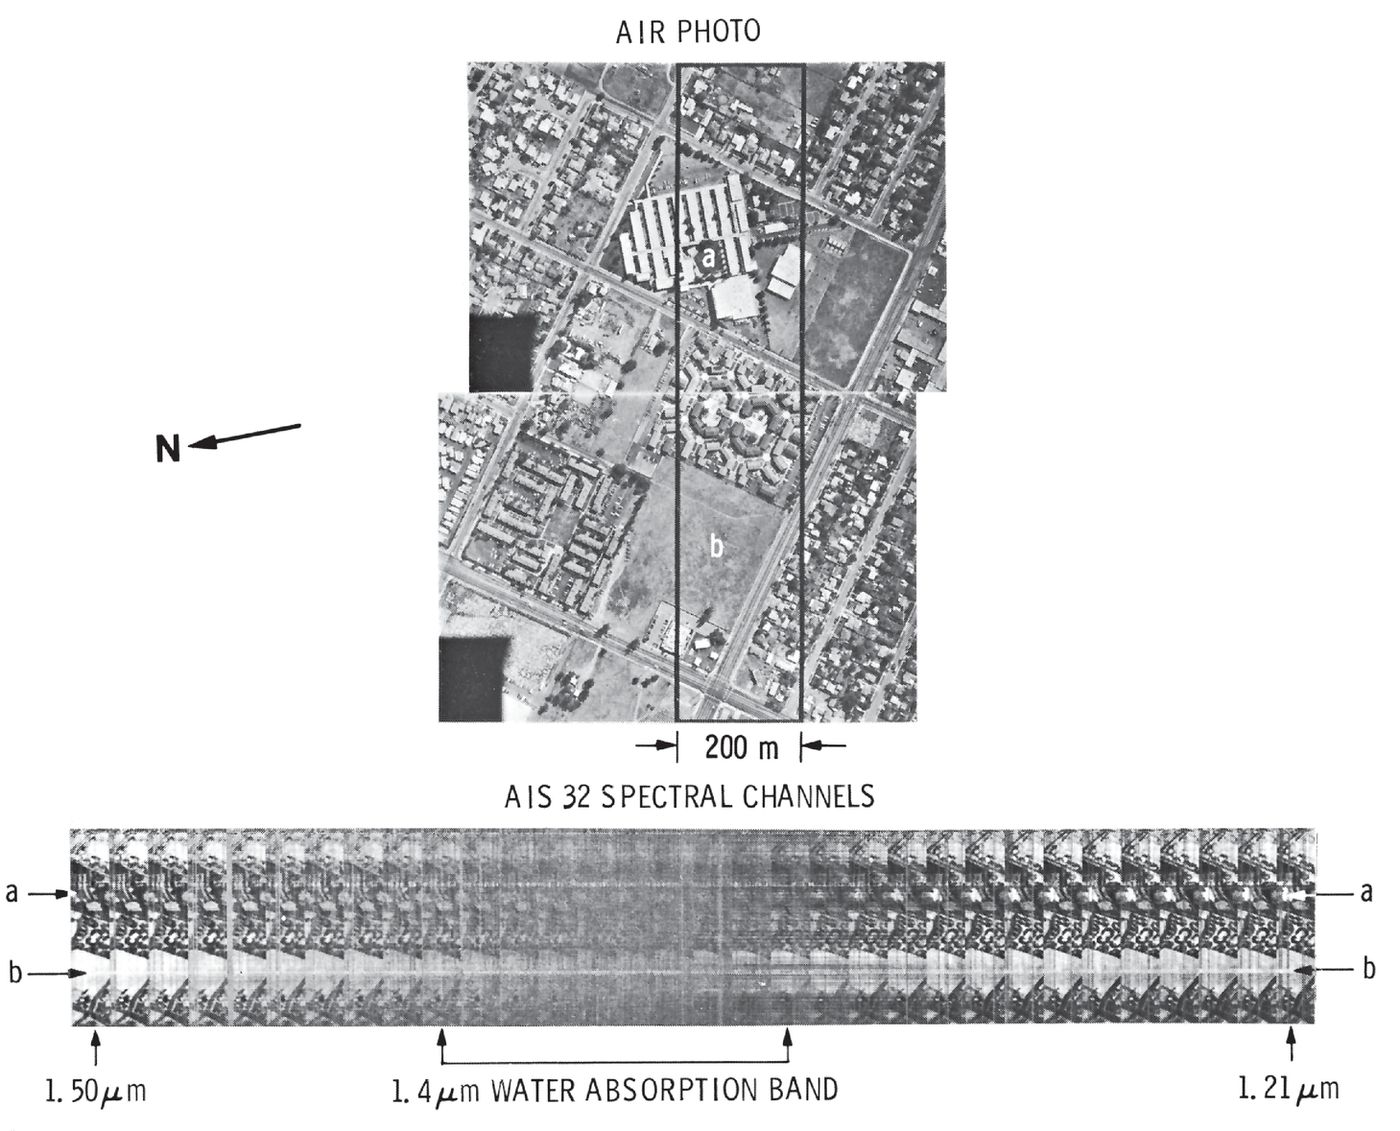 AIR PHOTO
a
N
b
200 m
AIS 32 SPECTRAL CHANNELS
a a
b b
1.50μm 1.4μm WATER ABSORPTION BAND 1.21μm